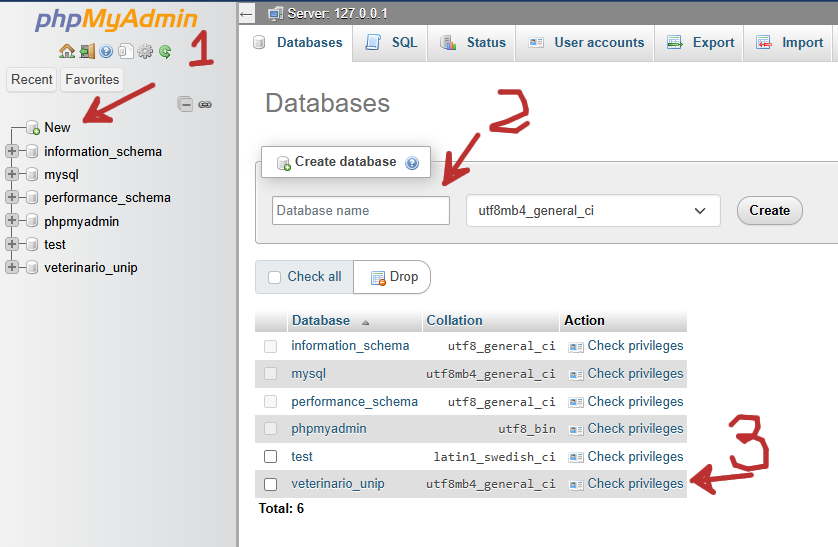 phpMyAdmin
1
Recent Favorites
New
information_schema
mysql
performance_schema
phpmyadmin
test
veterinario_unip
Server: 127.0.0.1
Databases SQL Status User accounts Export Import
Databases
2
Create database
Database name utf8mb4_general_ci Create
Check all Drop
Database Collation Action
information_schema utf8_general_ci Check privileges
mysql utf8mb4_general_ci Check privileges
performance_schema utf8_general_ci Check privileges
phpmyadmin utf8_bin Check privileges
test latin1_swedish_ci Check privileges
veterinario_unip utf8mb4_general_ci Check privileges
3
Total: 6